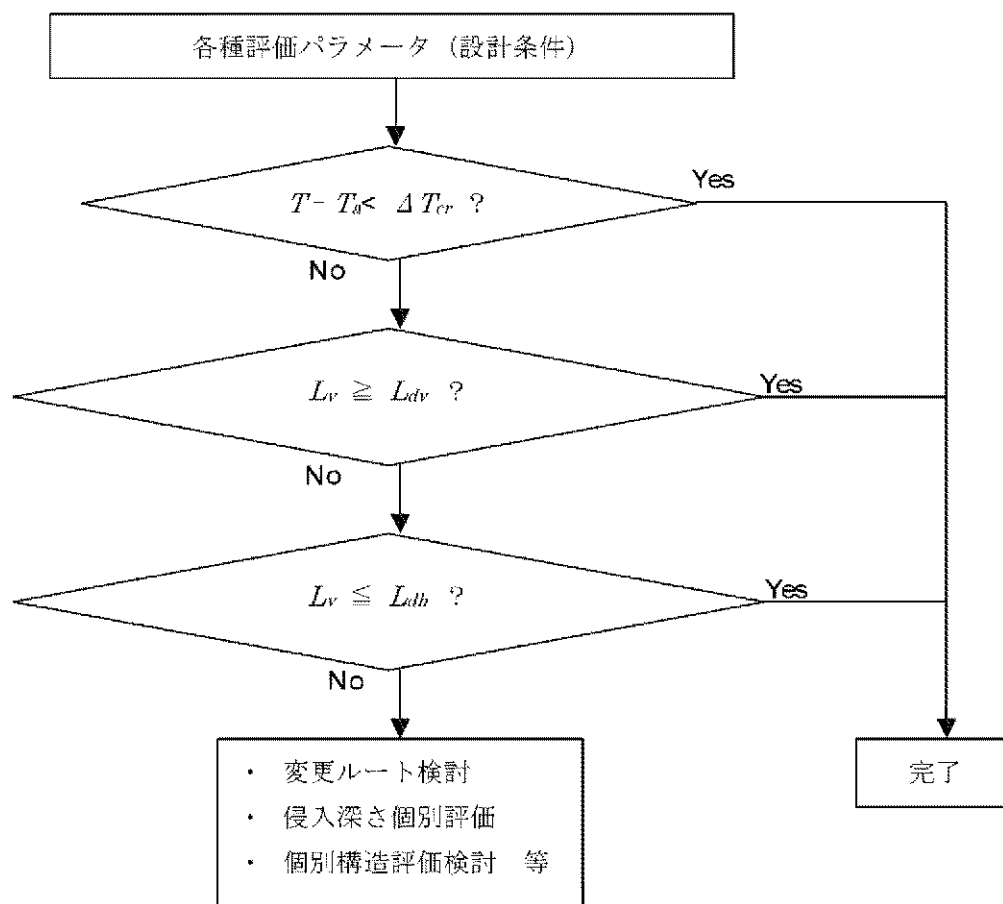 各種評価パラメータ（設計条件）
T- Ta< ΔTcr ?
Yes
No
Lv ≧ Ldv ?
Yes
No
Lv ≦ Ldh ?
Yes
No
・ 変更ルート検討
・ 侵入深さ個別評価
・ 個別構造評価検討 等
完了